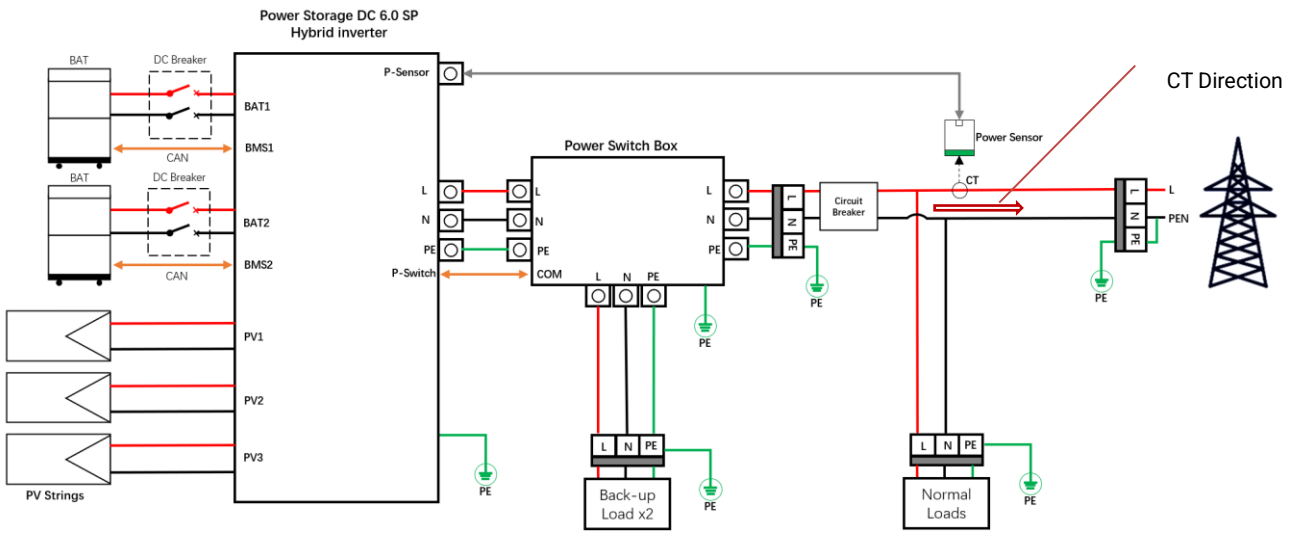 Power Storage DC 6.0 SP
Hybrid inverter
BAT
DC Breaker
P-Sensor
CT Direction
BAT1
Power Sensor
BMS1
CAN
Power Switch Box
BAT
DC Breaker
CT
L
L
L
L
Circuit
Breaker
L
L
BAT2
N
N
N
N
N
PEN
PE
PE
PE
PE
PE
BMS2
CAN
P-Switch
COM
L
N
PE
PE
PE
PV1
PE
PV2
L
N
PE
L
N
PE
PV3
PV Strings
PE
Back-up
Load x2
PE
Normal
Loads
PE